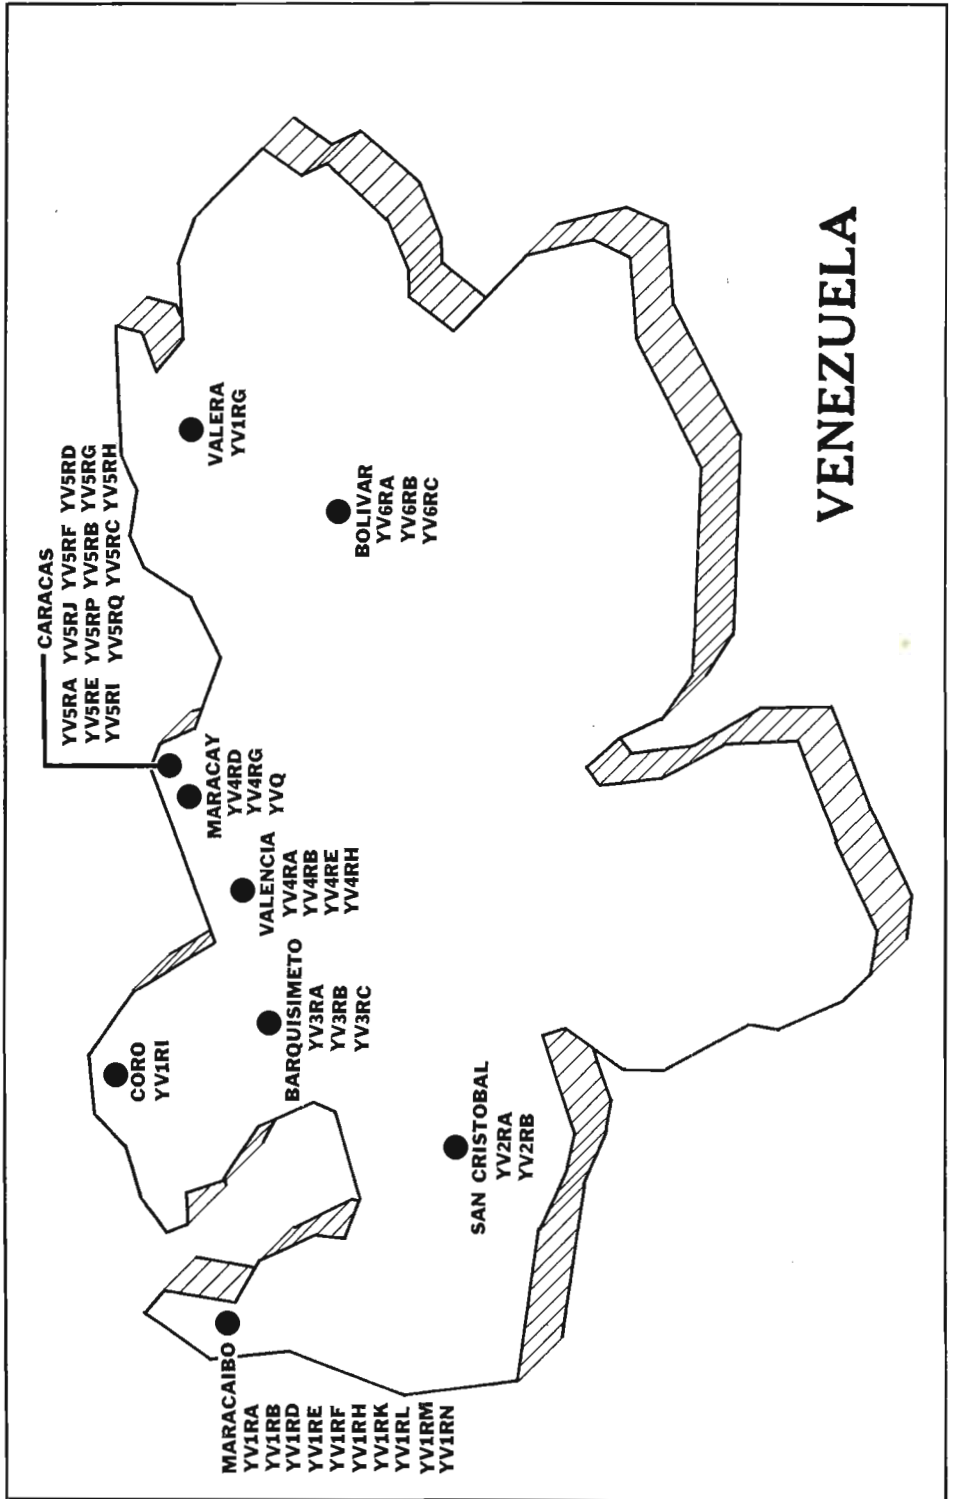 CARACAS
YV5RA YV5RJ YV5RF YV5RD
YV5RE YV5RP YV5RB YV5RG
YV5RI YV5RQ YV5RC YV5RH
CORO
YV1RI
MARACAY
YV4RD
YV4RG
YVQ
VALERA
YV1RG
MARACAIBO
YV1RA
YV1RB
YV1RD
YV1RE
YV1RF
YV1RH
YV1RK
YV1RL
YV1RM
YV1RN
VALENCIA
YV4RA
YV4RB
YV4RE
YV4RH
BARQUISIMETO
YV3RA
YV3RB
YV3RC
BOLIVAR
YV6RA
YV6RB
YV6RC
SAN CRISTOBAL
YV2RA
YV2RB
VENEZUELA